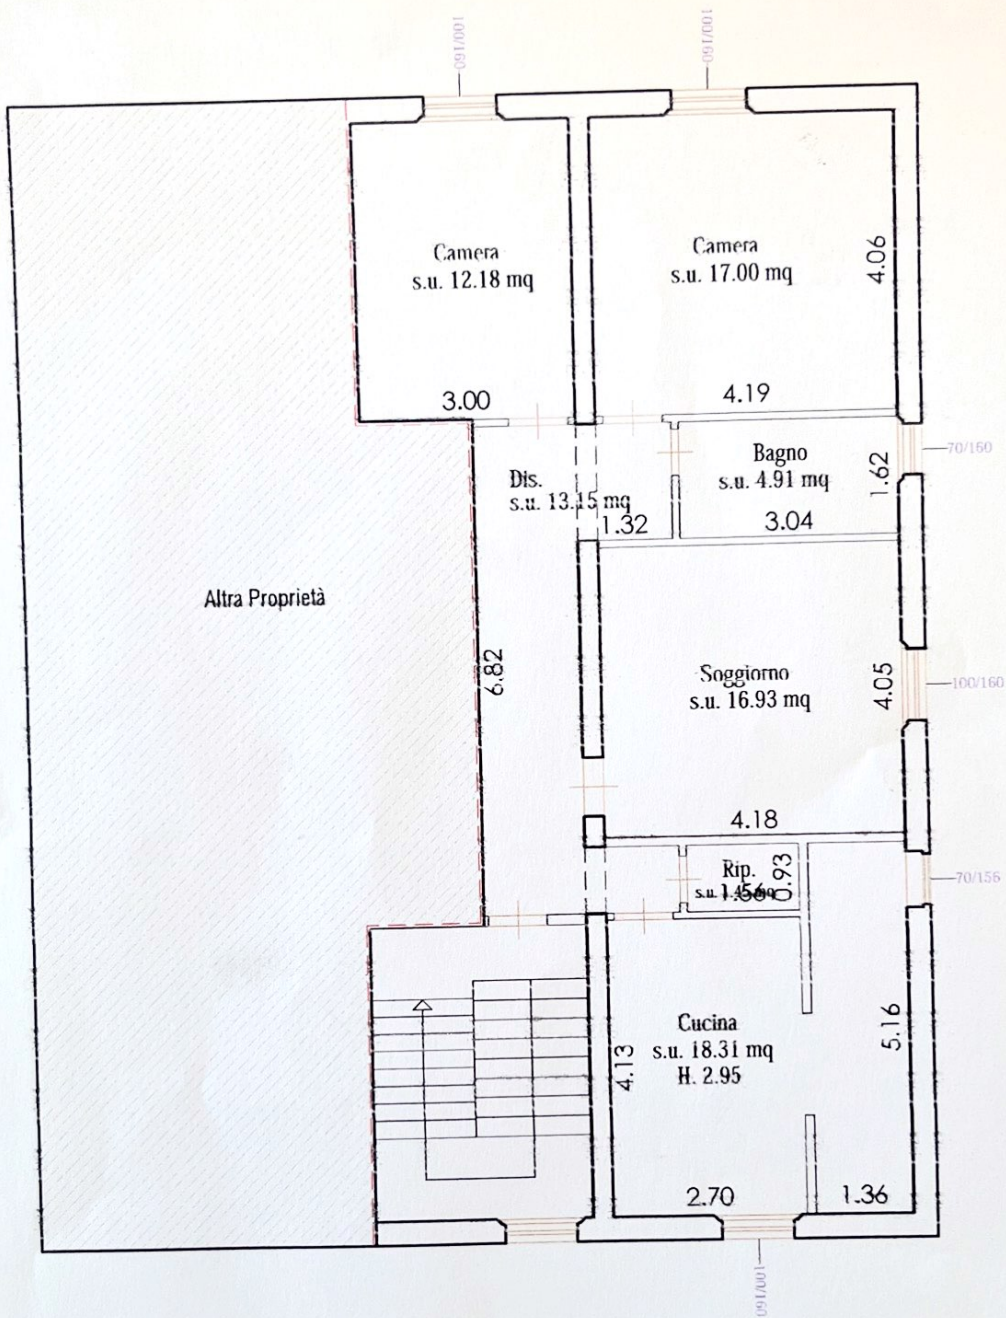 100/160
100/160
Camera
s.u. 12.18 mq
Camera
s.u. 17.00 mq
4.06
3.00
4.19
Dis.
s.u. 13.15 mq
1.32
Bagno
s.u. 4.91 mq
1.62
3.04
70/160
Altra Proprietà
6.82
Soggiorno
s.u. 16.93 mq
4.05
100/160
4.18
Rip.
s.u.
0.93
70/156
Cucina
s.u. 18.31 mq
H. 2.95
4.13
5.16
2.70
1.36
100/160